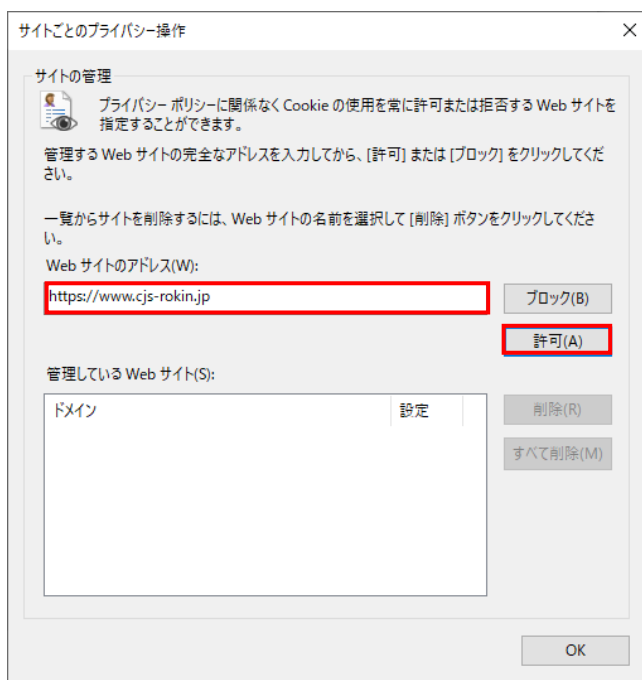 サイトごとのプライバシー操作
サイトの管理
プライバシー ポリシーに関係なく Cookie の使用を常に許可または拒否する Web サイトを
指定することができます。
管理する Web サイトの完全なアドレスを入力してから、[許可] または [ブロック] をクリックしてくだ
さい。
一覧からサイトを削除するには、Web サイトの名前を選択して [削除] ボタンをクリックしてくださ
い。
Web サイトのアドレス(W):
https://www.cjs-rokin.jp
ブロック(B)
許可(A)
管理している Web サイト(S):
ドメイン 設定
削除(R)
すべて削除(M)
OK